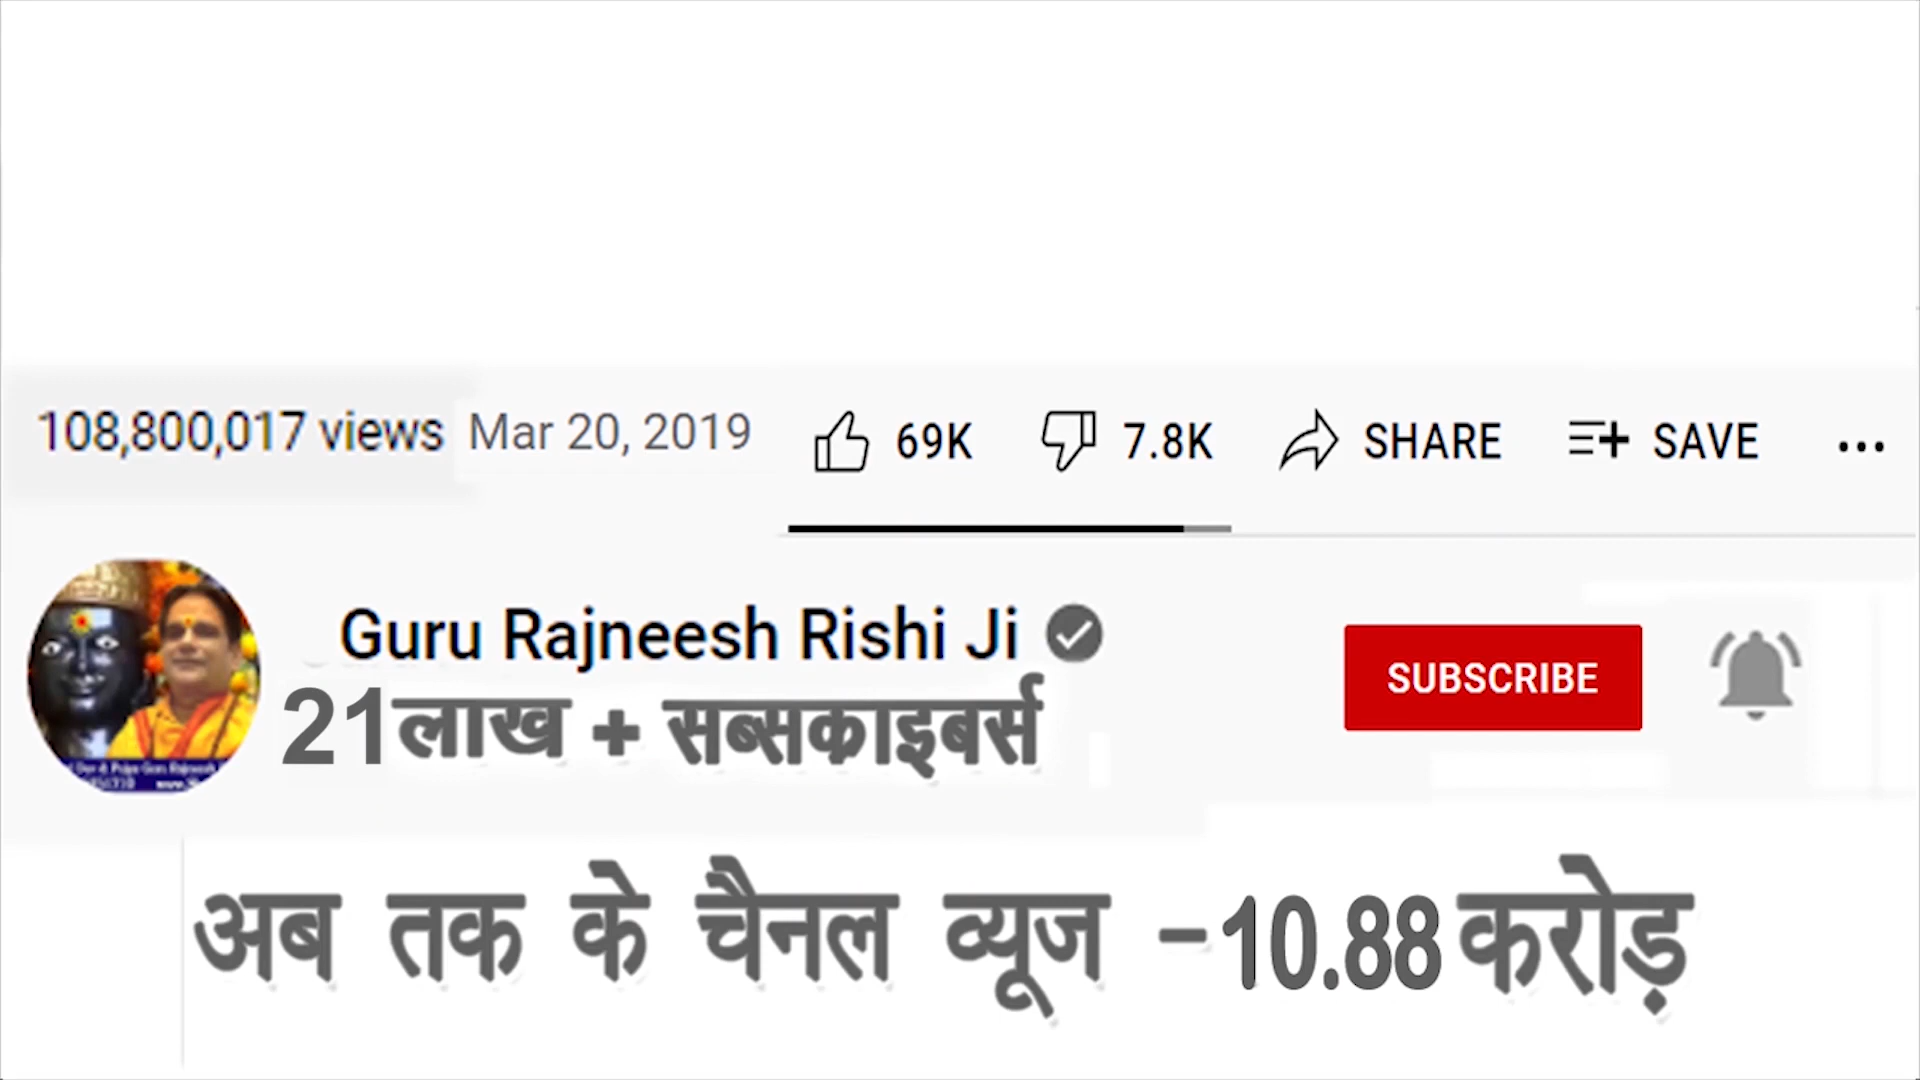 108,800,017 views Mar 20, 2019 69K 7.8K SHARE SAVE ...
Guru Rajneesh Rishi Ji
SUBSCRIBE
21लाख + सब्सक्राइबर्स
अब तक के चैनल व्यूज -10.88 करोड़